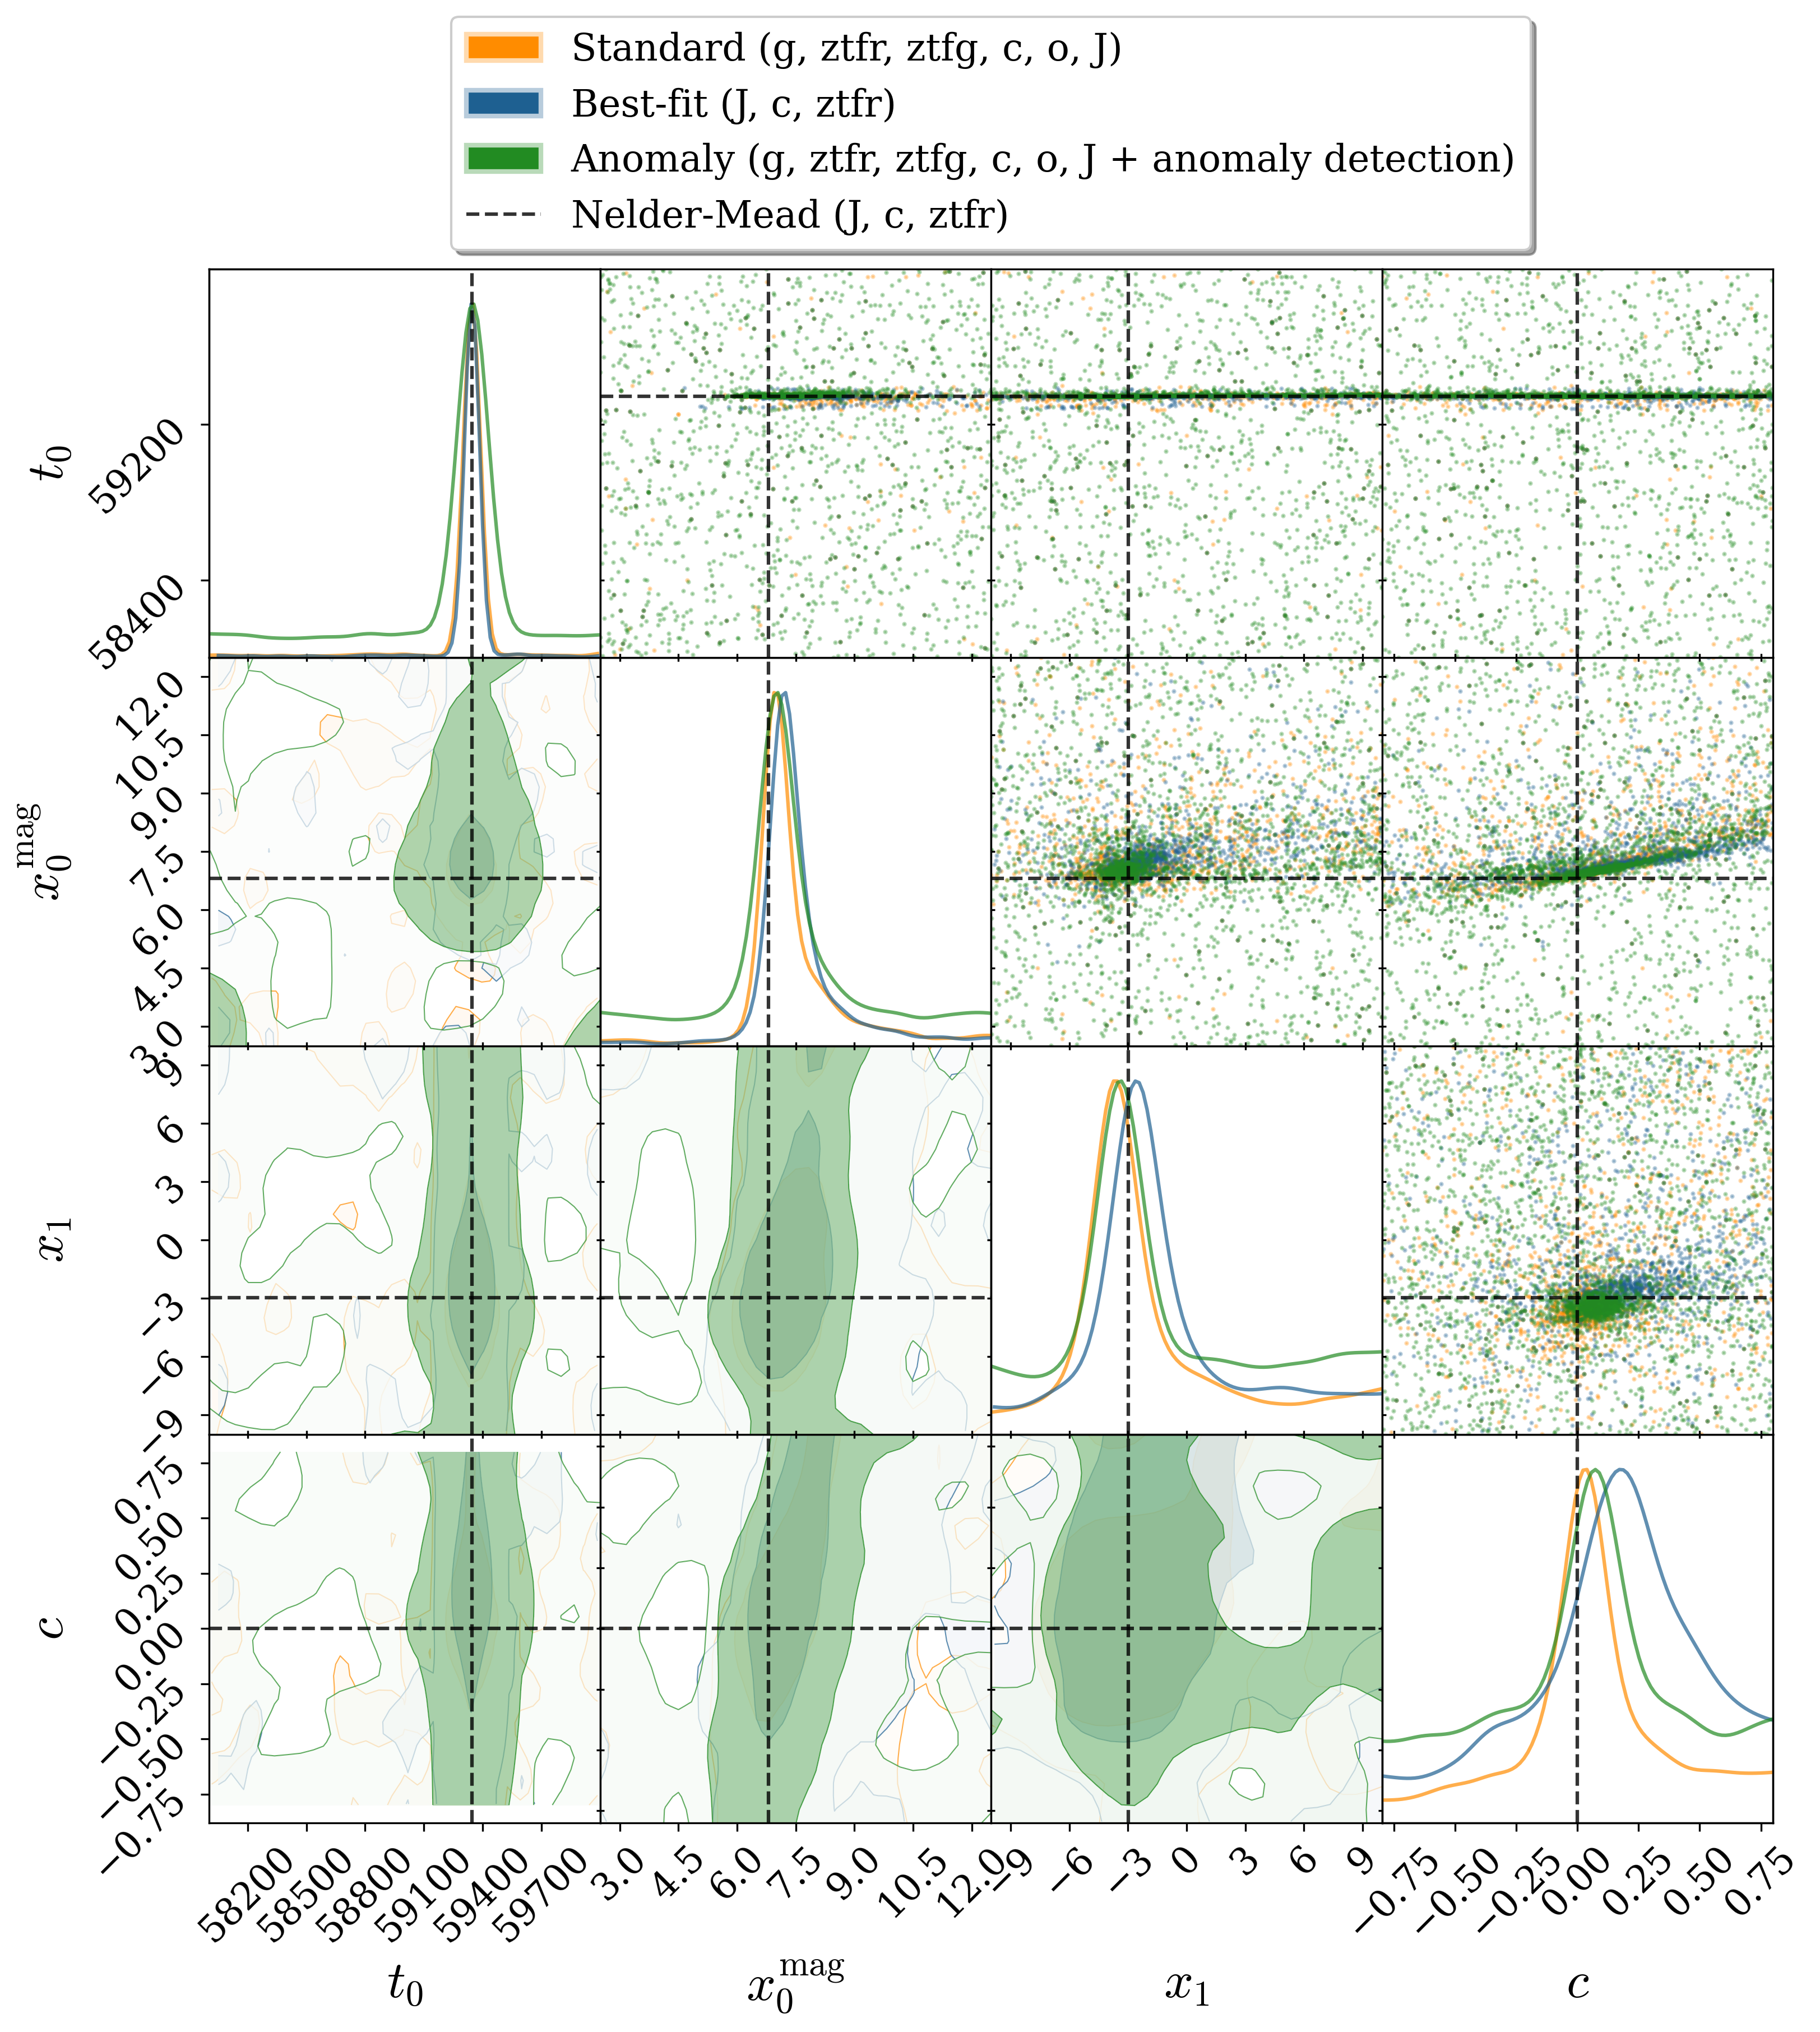 Standard (g, ztfr, ztfg, c, o, J)
Best-fit (J, c, ztfr)
Anomaly (g, ztfr, ztfg, c, o, J + anomaly detection)
Nelder-Mead (J, c, ztfr)
t0
59200
58400
x0^mag
12.0
10.5
9.0
7.5
6.0
4.5
3.0
x1
9
6
3
0
−3
−6
−9
c
0.75
0.50
0.25
0.00
−0.25
−0.50
−0.75
58200 58500 58800 59100 59400 59700
3.0 4.5 6.0 7.5 9.0 10.5 12.0
−9 −6 −3 0 3 6 9
−0.75 −0.50 −0.25 −0.00 0.25 0.50 0.75
t0 x0^mag x1 c